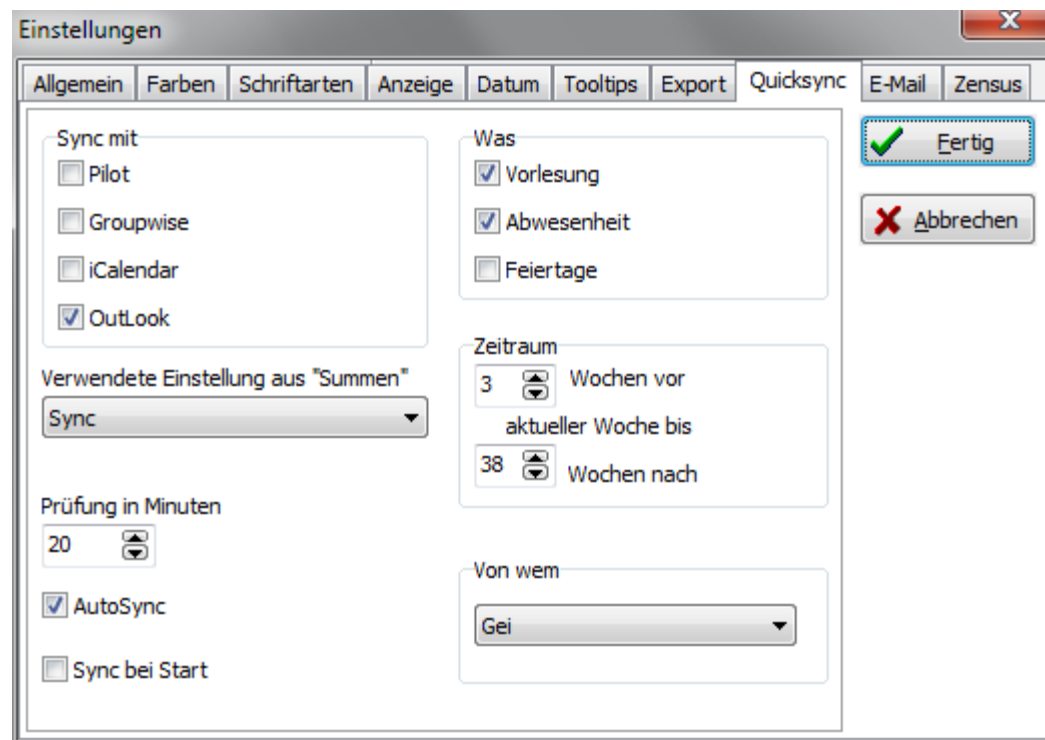 Einstellungen
Allgemein Farben Schriftarten Anzeige Datum Tooltips Export Quicksync E-Mail Zensus
Sync mit
Pilot
Groupwise
iCalendar
OutLook
Verwendete Einstellung aus "Summen"
Sync
Prüfung in Minuten
20
AutoSync
Sync bei Start
Was
Vorlesung
Abwesenheit
Feiertage
Zeitraum
3 Wochen vor
aktueller Woche bis
38 Wochen nach
Von wem
Gei
Fertig
Abbrechen